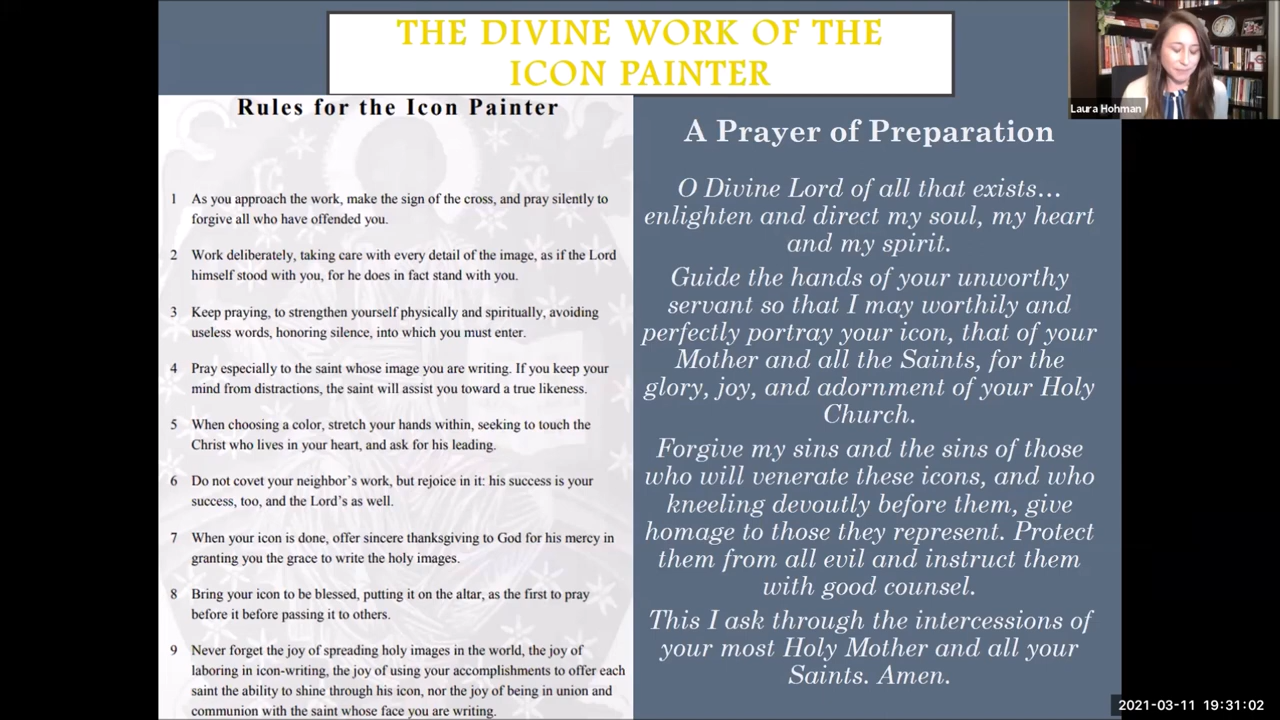 THE DIVINE WORK OF THE
ICON PAINTER
Laura Hohman
Rules for the Icon Painter
1 As you approach the work, make the sign of the cross, and pray silently to
forgive all who have offended you.
2 Work deliberately, taking care with every detail of the image, as if the Lord
himself stood with you, for he does in fact stand with you.
3 Keep praying, to strengthen yourself physically and spiritually, avoiding
useless words, honoring silence, into which you must enter.
4 Pray especially to the saint whose image you are writing. If you keep your
mind from distractions, the saint will assist you toward a true likeness.
5 When choosing a color, stretch your hands within, seeking to touch the
Christ who lives in your heart, and ask for his leading.
6 Do not covet your neighbor's work, but rejoice in it: his success is your
success, too, and the Lord's as well.
7 When your icon is done, offer sincere thanksgiving to God for his mercy in
granting you the grace to write the holy images.
8 Bring your icon to be blessed, putting it on the altar, as the first to pray
before it before passing it to others.
9 Never forget the joy of spreading holy images in the world, the joy of
laboring in icon-writing, the joy of using your accomplishments to offer each
saint the ability to shine through his icon, nor the joy of being in union and
communion with the saint whose face you are writing.
A Prayer of Preparation
O Divine Lord of all that exists…
enlighten and direct my soul, my heart
and my spirit.
Guide the hands of your unworthy
servant so that I may worthily and
perfectly portray your icon, that of your
Mother and all the Saints, for the
glory, joy, and adornment of your Holy
Church.
Forgive my sins and the sins of those
who will venerate these icons, and who
kneeling devoutly before them, give
homage to those they represent. Protect
them from all evil and instruct them
with good counsel.
This I ask through the intercessions of
your most Holy Mother and all your
Saints. Amen.
2021-03-11 19:31:02